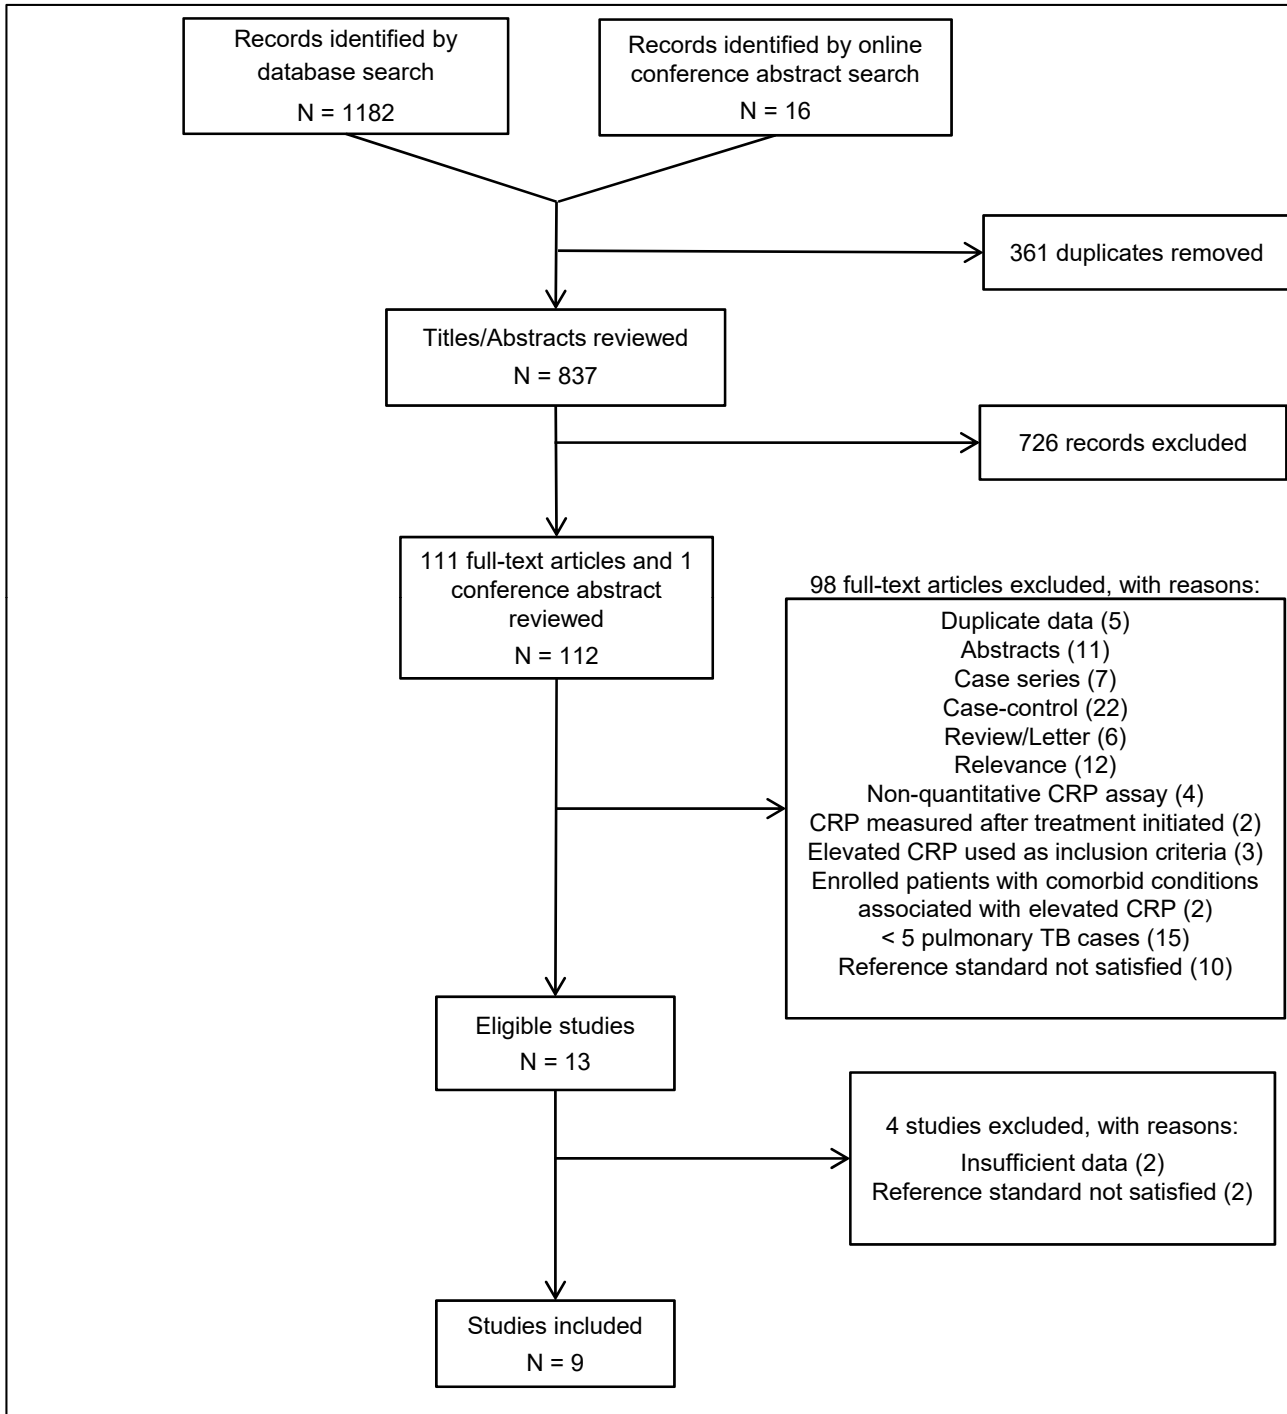 Records identified by
database search
N = 1182
Records identified by online
conference abstract search
N = 16
361 duplicates removed
Titles/Abstracts reviewed
N = 837
726 records excluded
111 full-text articles and 1
conference abstract
reviewed
N = 112
98 full-text articles excluded, with reasons:
Duplicate data (5)
Abstracts (11)
Case series (7)
Case-control (22)
Review/Letter (6)
Relevance (12)
Non-quantitative CRP assay (4)
CRP measured after treatment initiated (2)
Elevated CRP used as inclusion criteria (3)
Enrolled patients with comorbid conditions
associated with elevated CRP (2)
< 5 pulmonary TB cases (15)
Reference standard not satisfied (10)
Eligible studies
N = 13
4 studies excluded, with reasons:
Insufficient data (2)
Reference standard not satisfied (2)
Studies included
N = 9